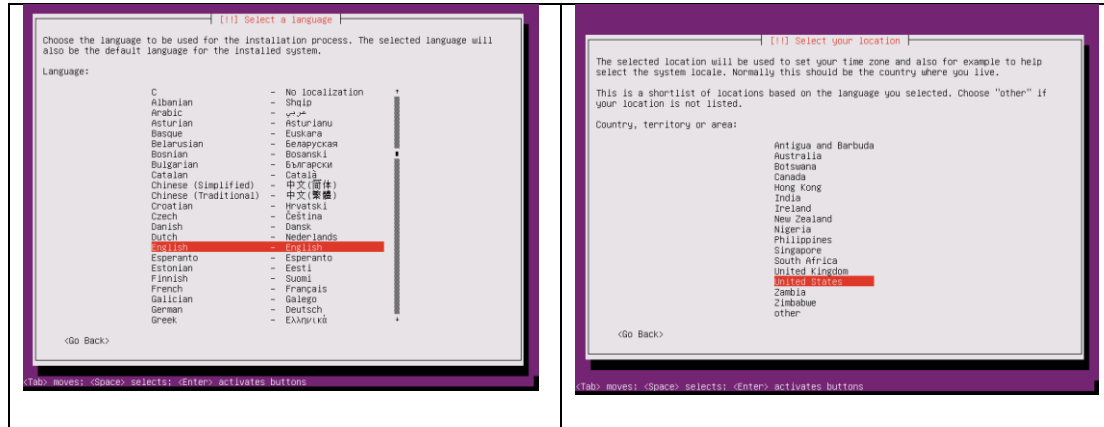 [!!] Select a language
Choose the language to be used for the installation process. The selected language will
also be the default language for the installed system.
Language:
C - No localization
Albanian - Shqip
Arabic - عربي
Asturian - Asturianu
Basque - Euskara
Belarusian - Беларуская
Bosnian - Bosanski
Bulgarian - Български
Catalan - Català
Chinese (Simplified) - 中文(简体)
Chinese (Traditional) - 中文(繁體)
Croatian - Hrvatski
Czech - Čeština
Danish - Dansk
Dutch - Nederlands
English - English
Esperanto - Esperanto
Estonian - Eesti
Finnish - Suomi
French - Français
Galician - Galego
German - Deutsch
Greek - Ελληνικά
<Go Back>
<Tab> moves; <Space> selects; <Enter> activates buttons
[!!] Select your location
The selected location will be used to set your time zone and also for example to help
select the system locale. Normally this should be the country where you live.
This is a shortlist of locations based on the language you selected. Choose "other" if
your location is not listed.
Country, territory or area:
Antigua and Barbuda
Australia
Botswana
Canada
Hong Kong
India
Ireland
New Zealand
Nigeria
Philippines
Singapore
South Africa
United Kingdom
United States
Zambia
Zimbabwe
other
<Go Back>
<Tab> moves; <Space> selects; <Enter> activates buttons